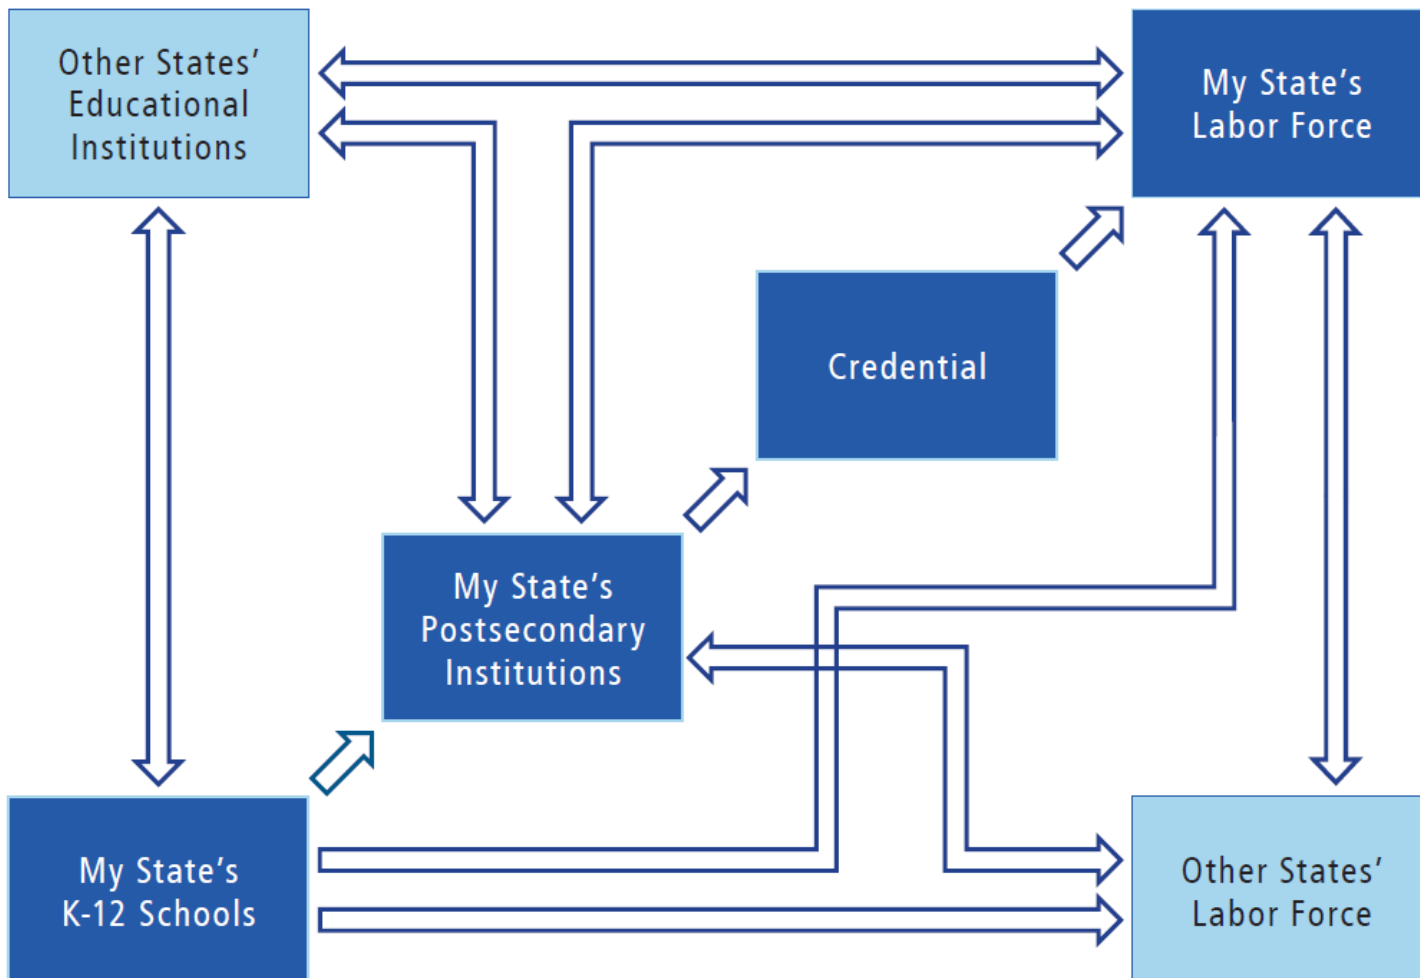 Other States’
Educational
Institutions
My State’s
Labor Force
Credential
My State’s
Postsecondary
Institutions
My State’s
K-12 Schools
Other States’
Labor Force